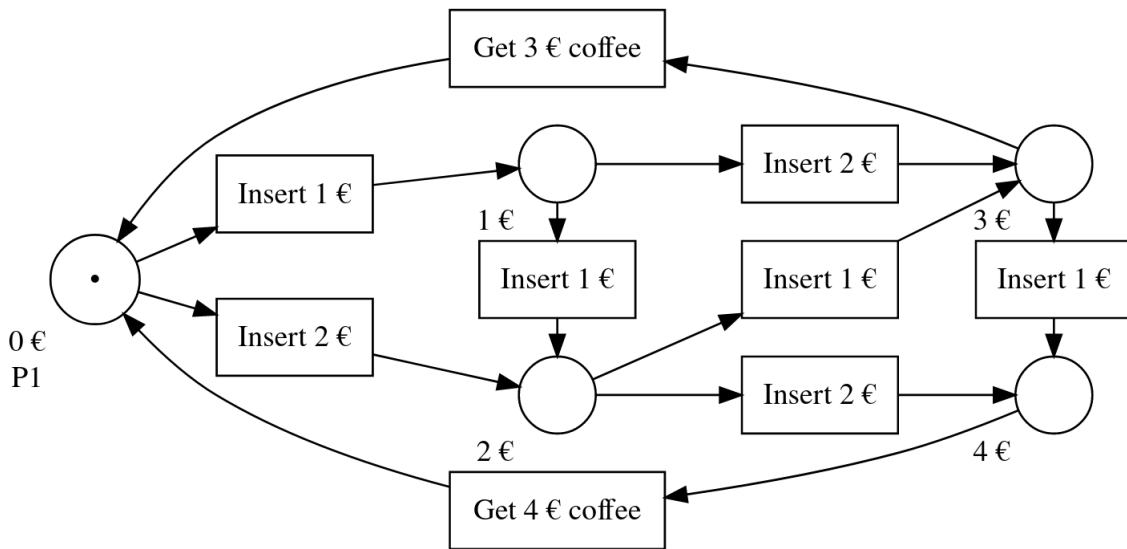 Get 3 € coffee
Insert 1 €
Insert 2 €
1 €
3 €
Insert 1 €
Insert 1 €
Insert 1 €
Insert 2 €
0 €
P1
Insert 2 €
2 €
4 €
Get 4 € coffee